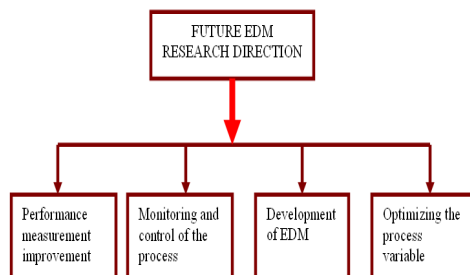 FUTURE EDM
RESEARCH DIRECTION
Performance
measurement
improvement
Monitoring and
control of the
process
Development
of EDM
Optimizing the
process
variable